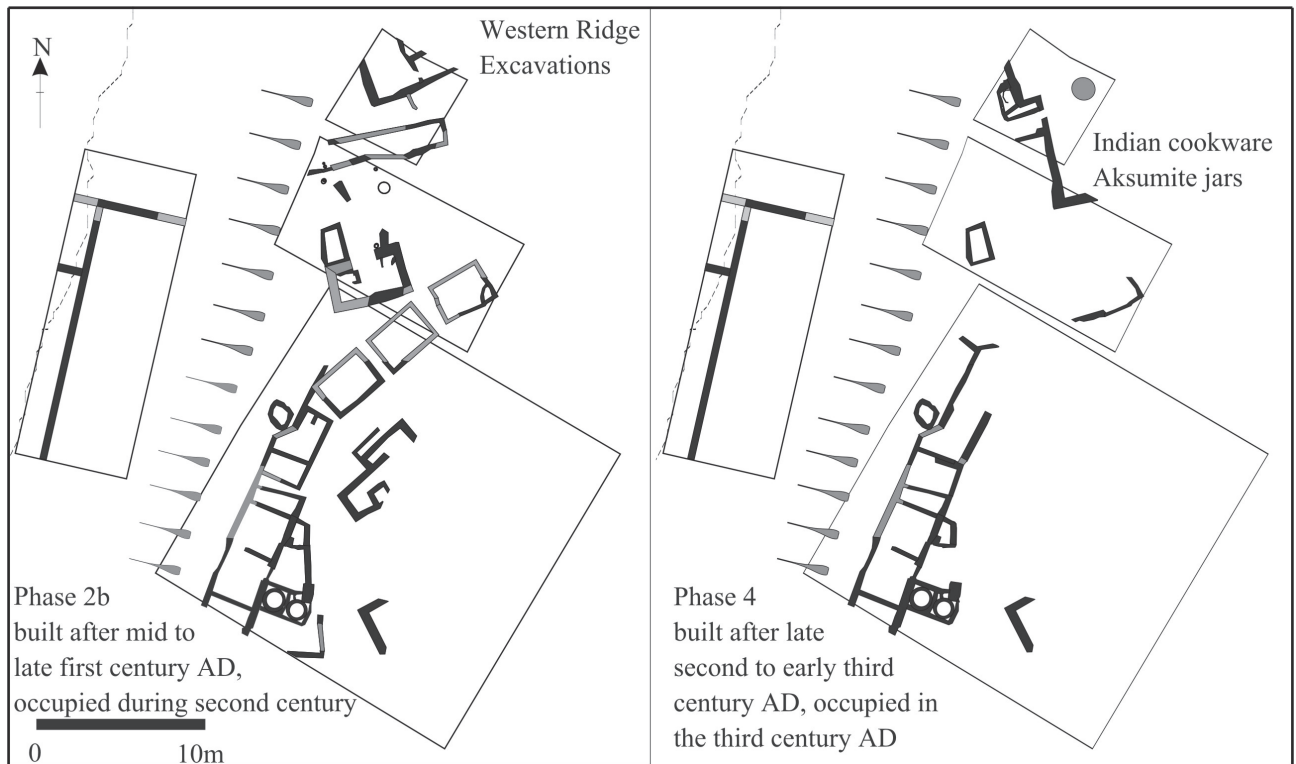 Western Ridge
Excavations
N
Phase 2b
built after mid to
late first century AD,
occupied during second century
0 10m
Indian cookware
Aksumite jars
Phase 4
built after late
second to early third
century AD, occupied in
the third century AD